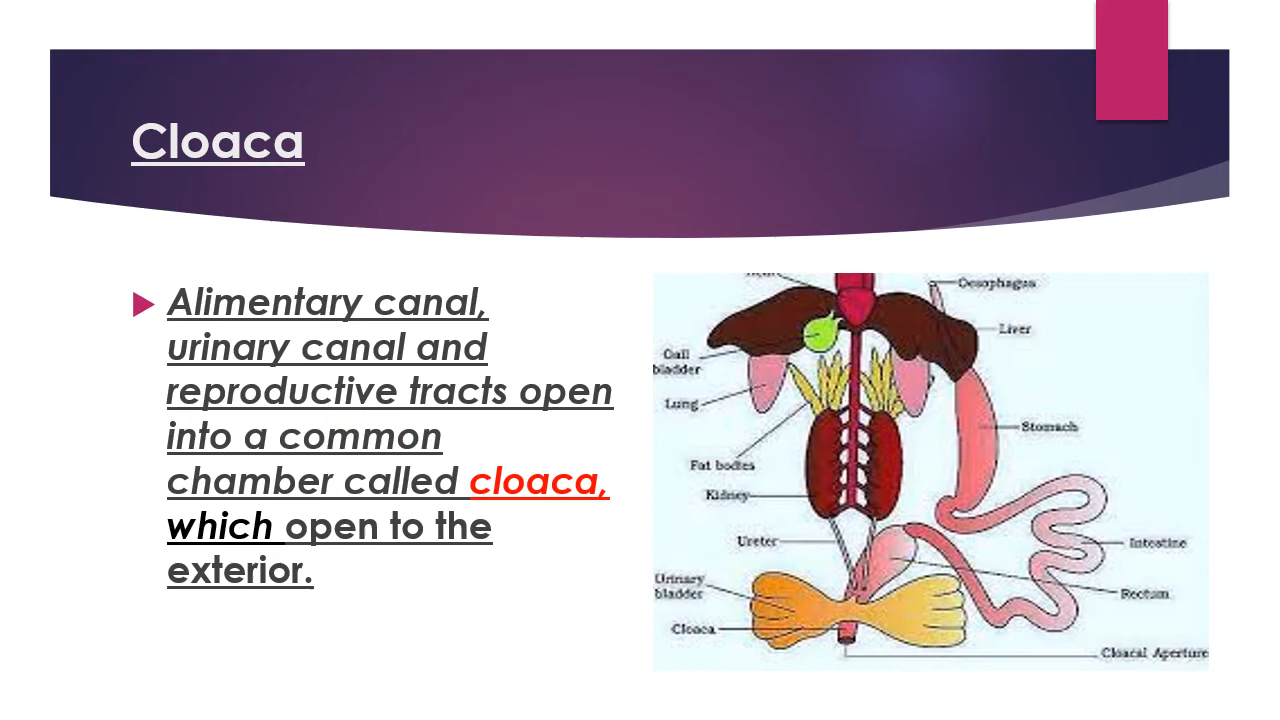 Cloaca
Alimentary canal,
urinary canal and
reproductive tracts open
into a common
chamber called cloaca,
which open to the
exterior.
Oesophagus
Liver
Gall
bladder
Lung
Stomach
Fat bodies
Kidney
Ureter
Intestine
Urinary
bladder
Rectum
Cloaca
Cloacal Aperture